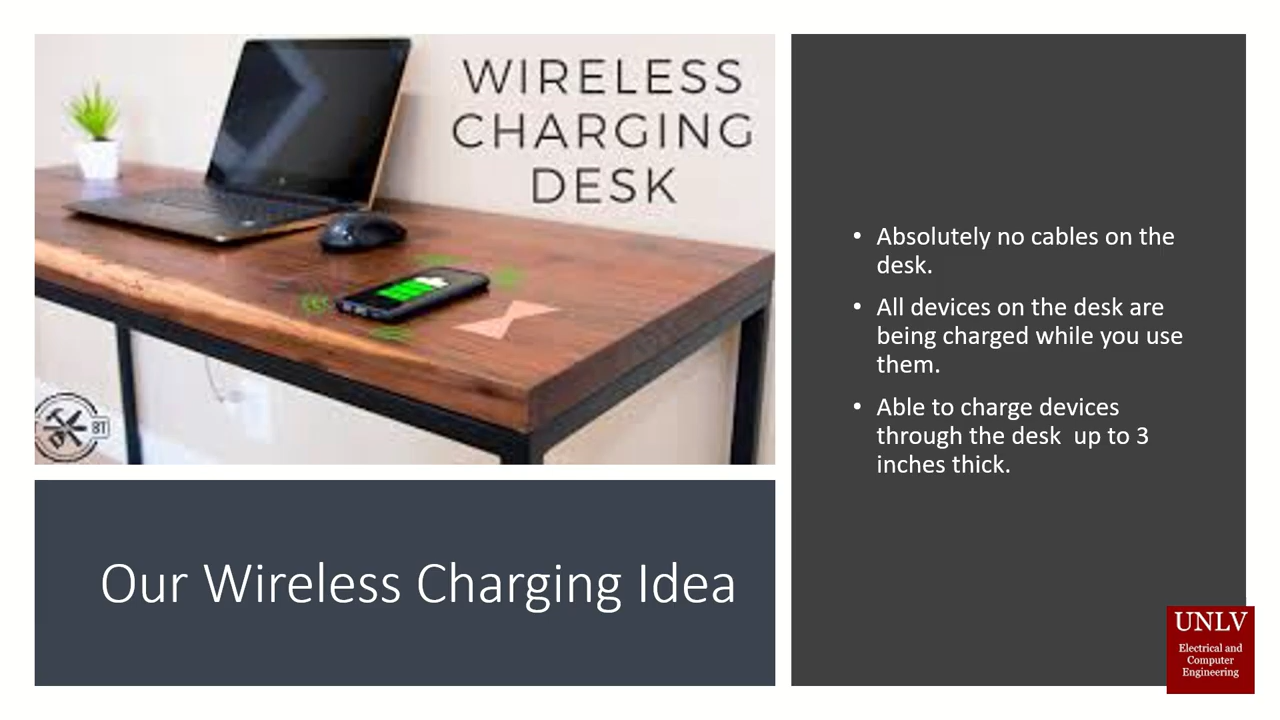 WIRELESS
CHARGING
DESK
BT
Our Wireless Charging Idea
• Absolutely no cables on the
desk.
• All devices on the desk are
being charged while you use
them.
• Able to charge devices
through the desk  up to 3
inches thick.
UNLV
Electrical and
Computer
Engineering